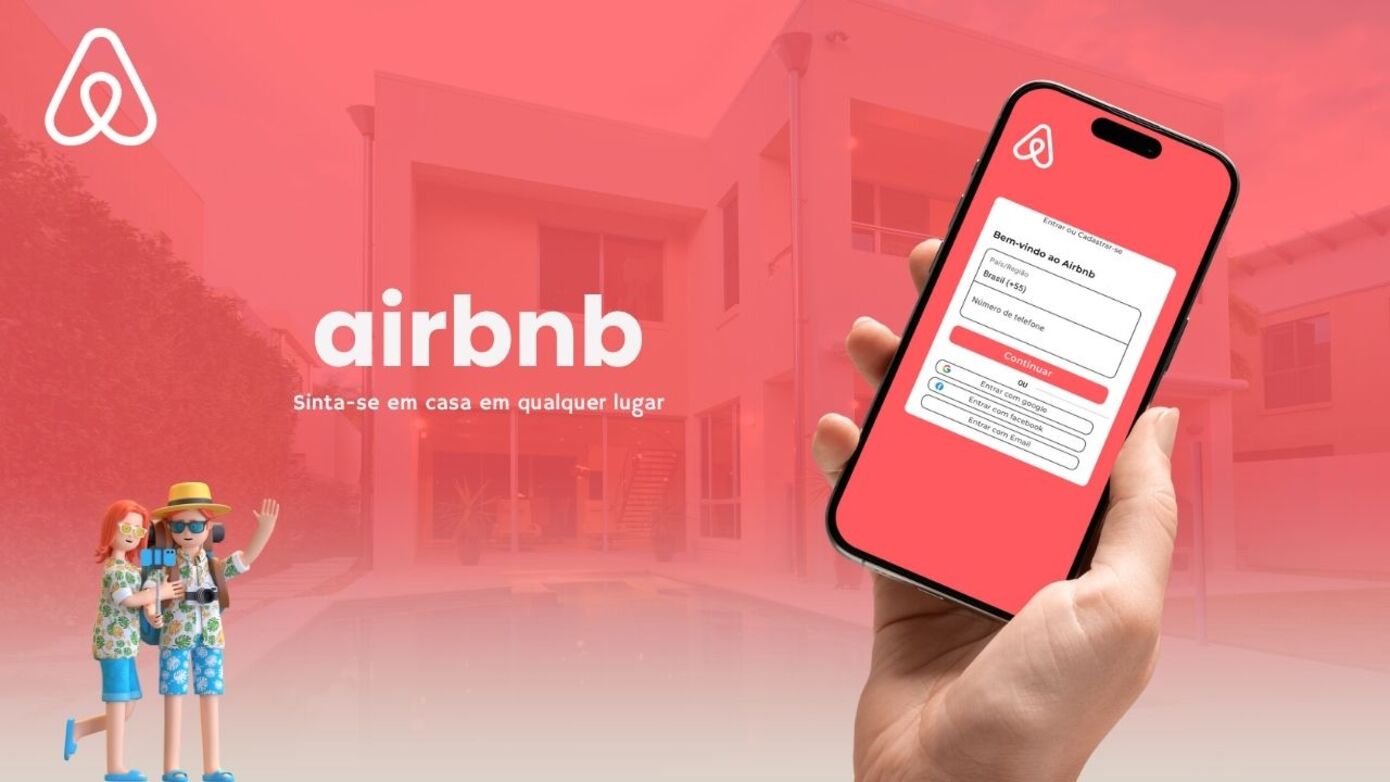 airbnb
Sinta-se em casa em qualquer lugar
Entrar ou Cadastrar-se
Bem-vindo ao Airbnb
País/Região
Brasil (+55)
Número de telefone
Continuar
ou
Entrar com google
Entrar com facebook
Entrar com Email